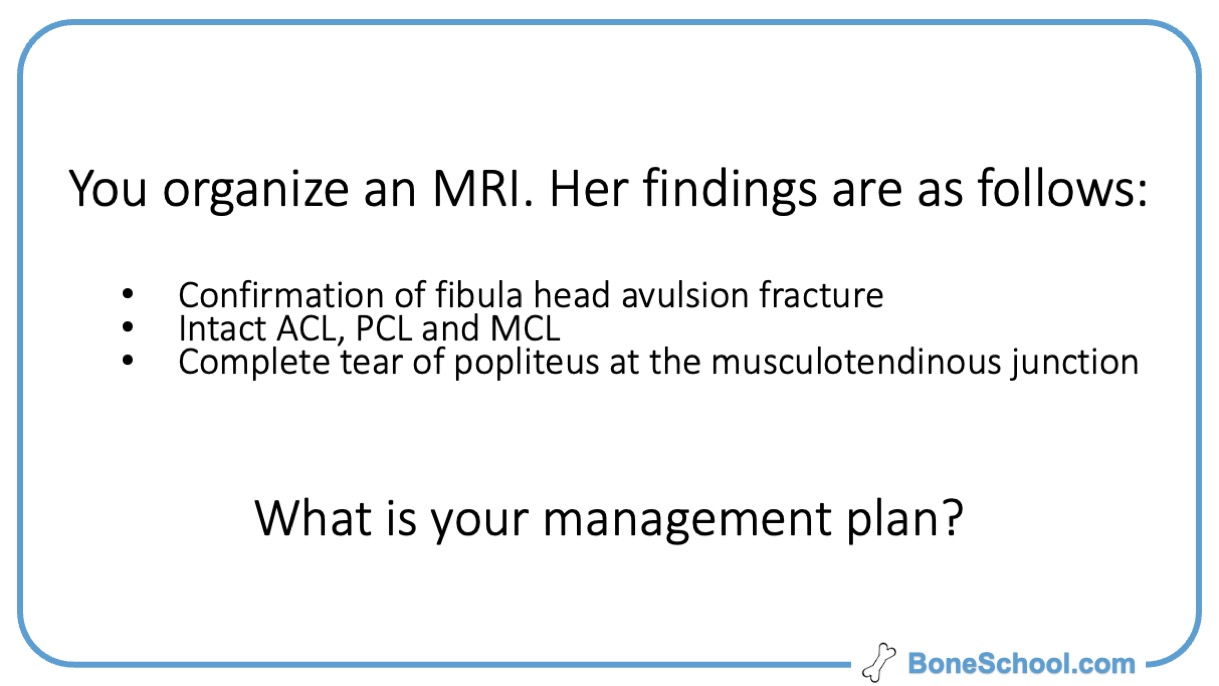 You organize an MRI. Her findings are as follows:
• Confirmation of fibula head avulsion fracture
• Intact ACL, PCL and MCL
• Complete tear of popliteus at the musculotendinous junction
What is your management plan?
BoneSchool.com